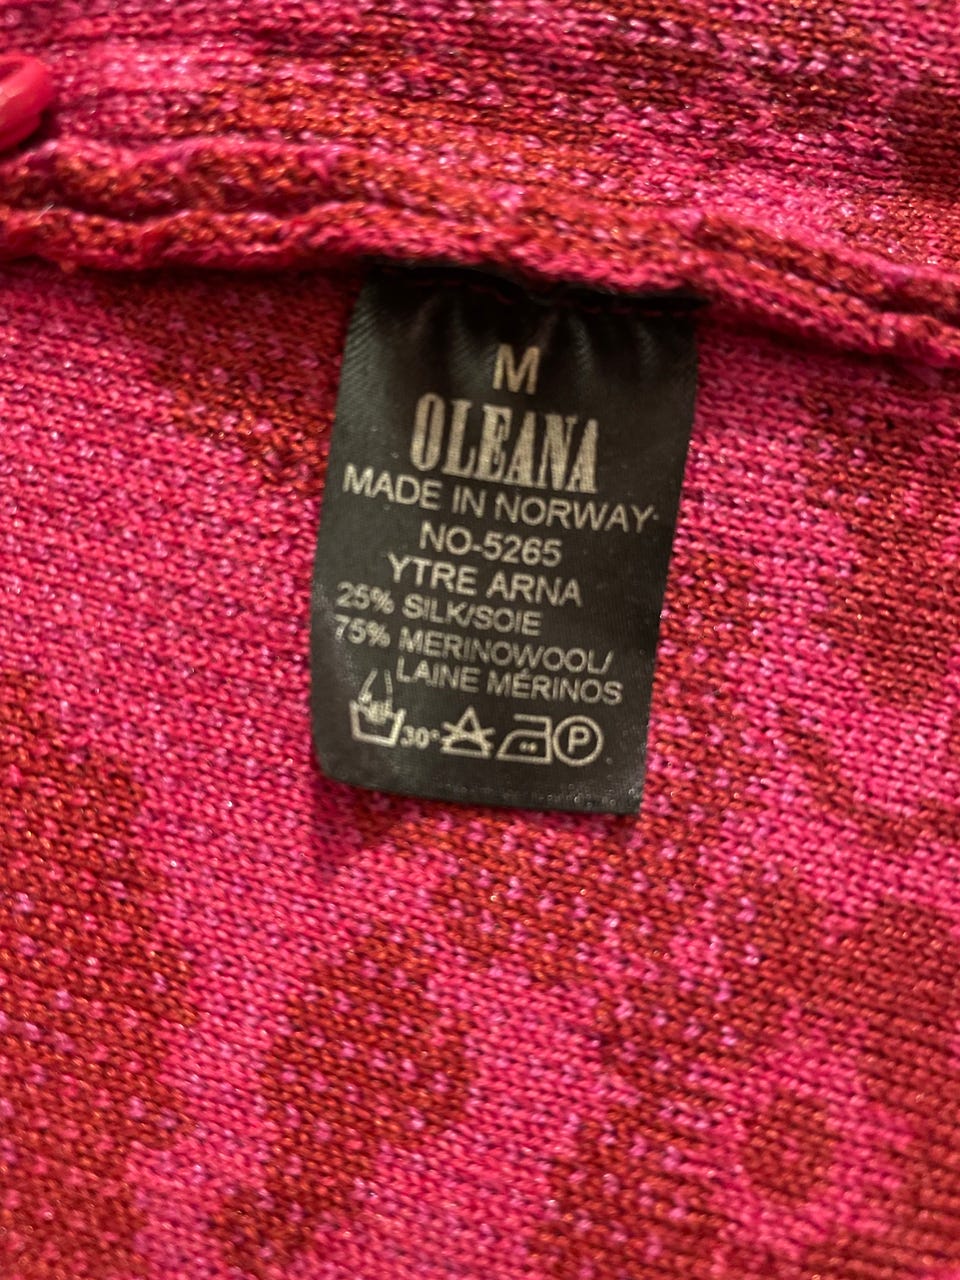 M
OLEANA
MADE IN NORWAY
NO-5265
YTRE ARNA
25% SILK/SOIE
75% MERINOWOOL/
LAINE MÉRINOS
30° P